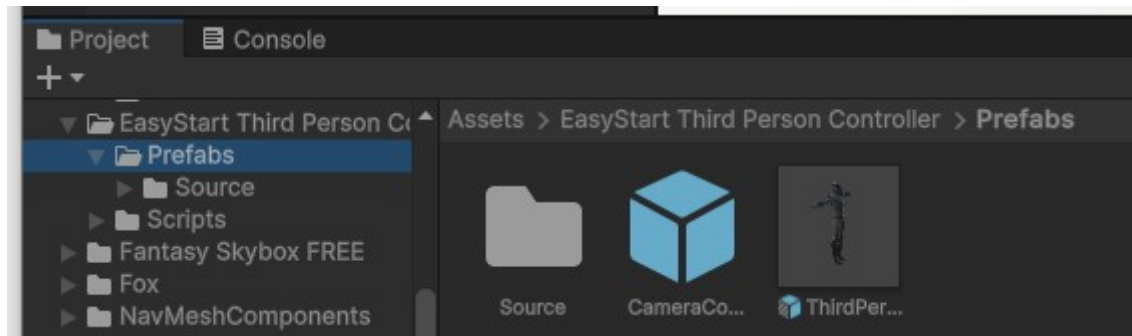 Project Console
EasyStart Third Person Co
Prefabs
Source
Scripts
Fantasy Skybox FREE
Fox
NavMeshComponents
Assets > EasyStart Third Person Controller > Prefabs
Source CameraCo... ThirdPer...